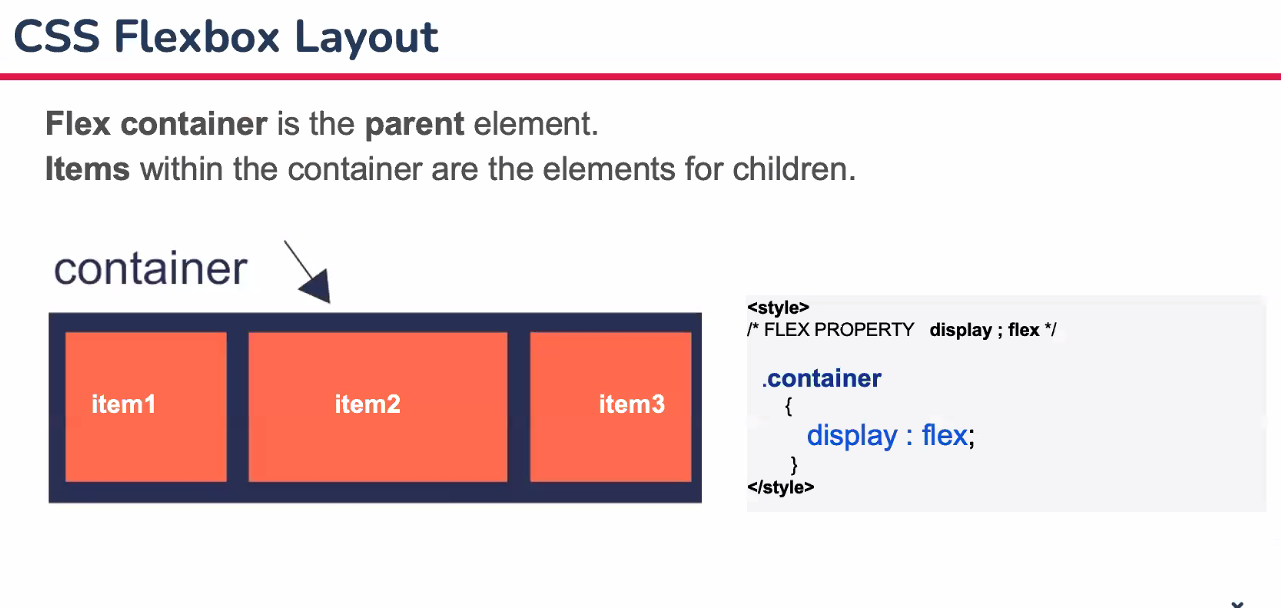 CSS Flexbox Layout
Flex container is the parent element.
Items within the container are the elements for children.
container
item1 item2 item3
<style>
/* FLEX PROPERTY display ; flex */
.container
{
display : flex;
}
</style>